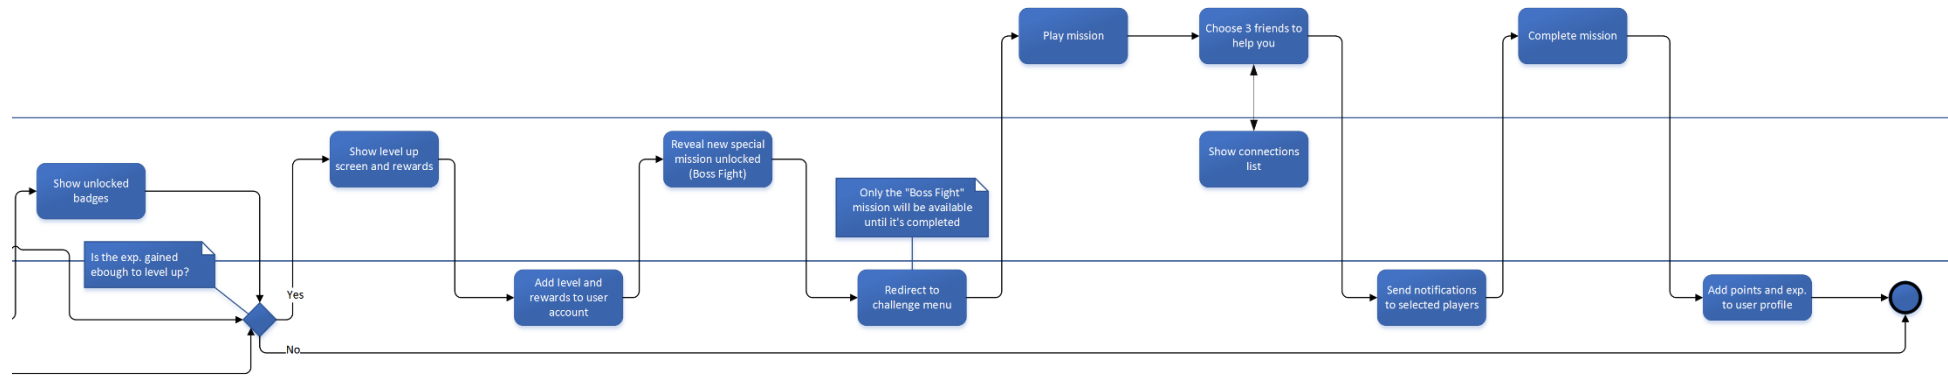 Play mission
Choose 3 friends to
help you
Complete mission
Show level up
screen and rewards
Reveal new special
mission unlocked
(Boss Fight)
Show connections
list
Show unlocked
badges
Only the "Boss Fight"
mission will be available
until it's completed
Is the exp. gained
ebough to level up?
Yes
Add level and
rewards to user
account
Redirect to
challenge menu
Send notifications
to selected players
Add points and exp.
to user profile
No